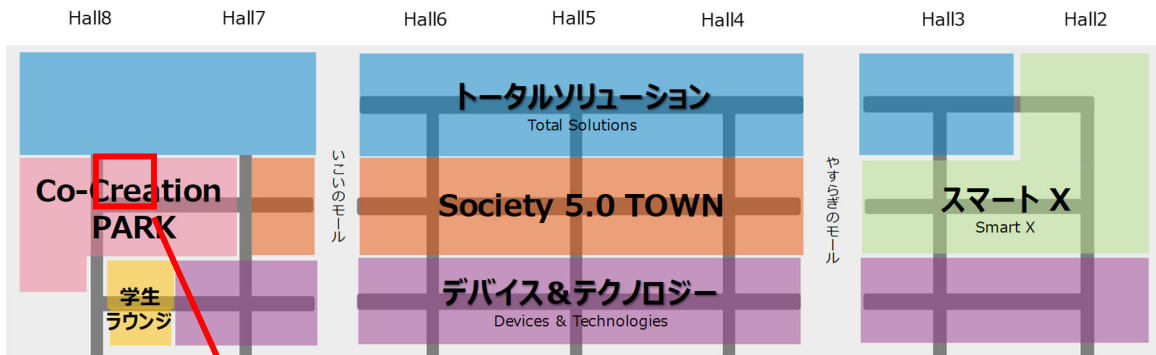 Hall8
Hall7
Hall6
Hall5
Hall4
Hall3
Hall2
トータルソリューション
Total Solutions
いこいのモール
やすらぎのモール
Co-Creation
PARK
Society 5.0 TOWN
スマート X
Smart X
学生
ラウンジ
デバイス＆テクノロジー
Devices & Technologies